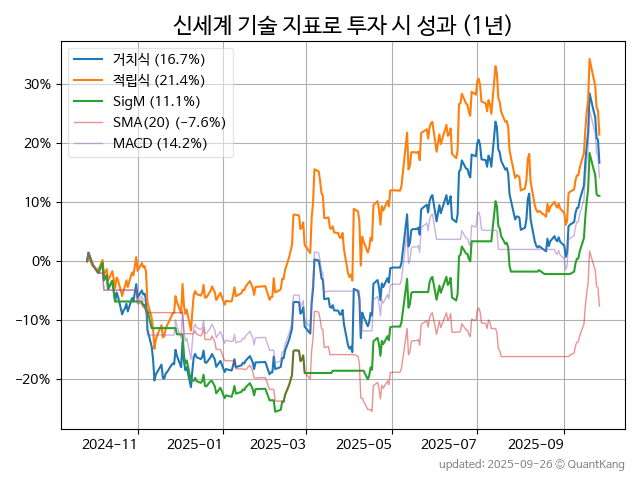 신세계 기술 지표로 투자 시 성과 (1년)
거치식 (16.7%)
적립식 (21.4%)
SigM (11.1%)
SMA(20) (-7.6%)
MACD (14.2%)
30%
20%
10%
0%
-10%
-20%
2024-11 2025-01 2025-03 2025-05 2025-07 2025-09
updated: 2025-09-26 © QuantKang